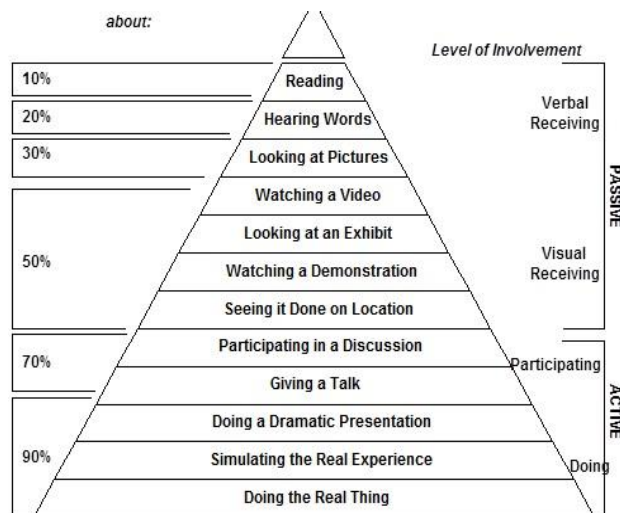 about:
Level of Involvement
10%
Reading
20%
Hearing Words
Verbal
Receiving
30%
Looking at Pictures
Watching a Video
50%
Looking at an Exhibit
Watching a Demonstration
Visual
Receiving
Seeing it Done on Location
PASSIVE
70%
Participating in a Discussion
Participating
Giving a Talk
Doing a Dramatic Presentation
90%
Simulating the Real Experience
Doing
Doing the Real Thing
ACTIVE